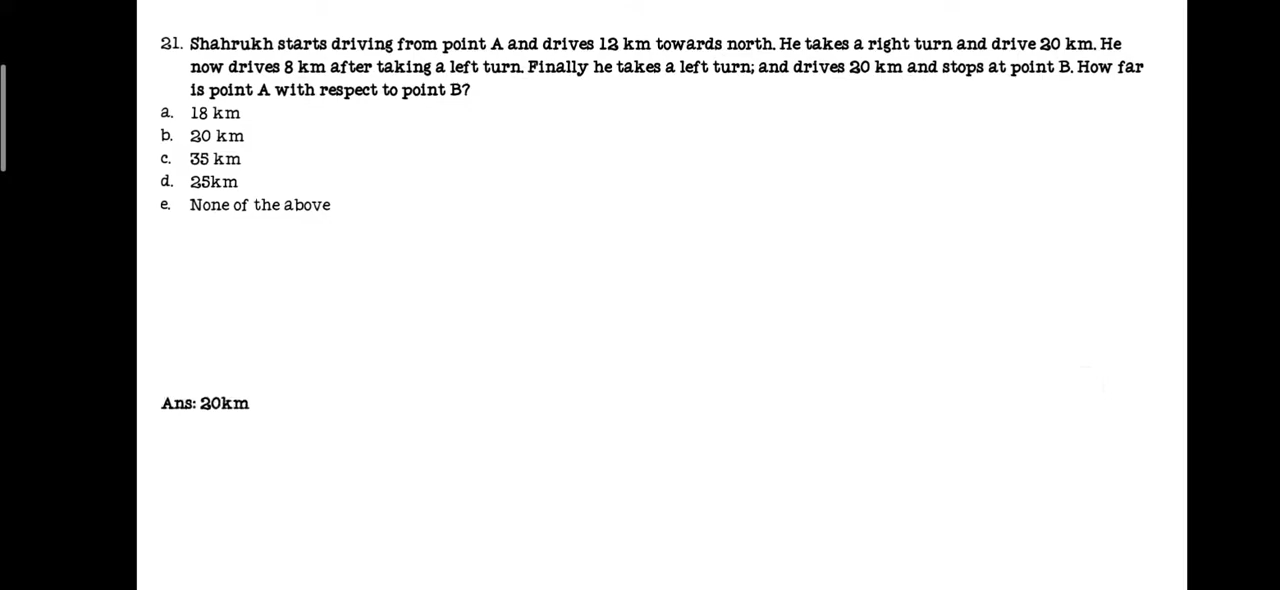 21. Shahrukh starts driving from point A and drives 12 km towards north. He takes a right turn and drive 20 km. He
now drives 8 km after taking a left turn. Finally he takes a left turn; and drives 20 km and stops at point B. How far
is point A with respect to point B?
a. 18 km
b. 20 km
c. 35 km
d. 25km
e. None of the above
Ans: 20km